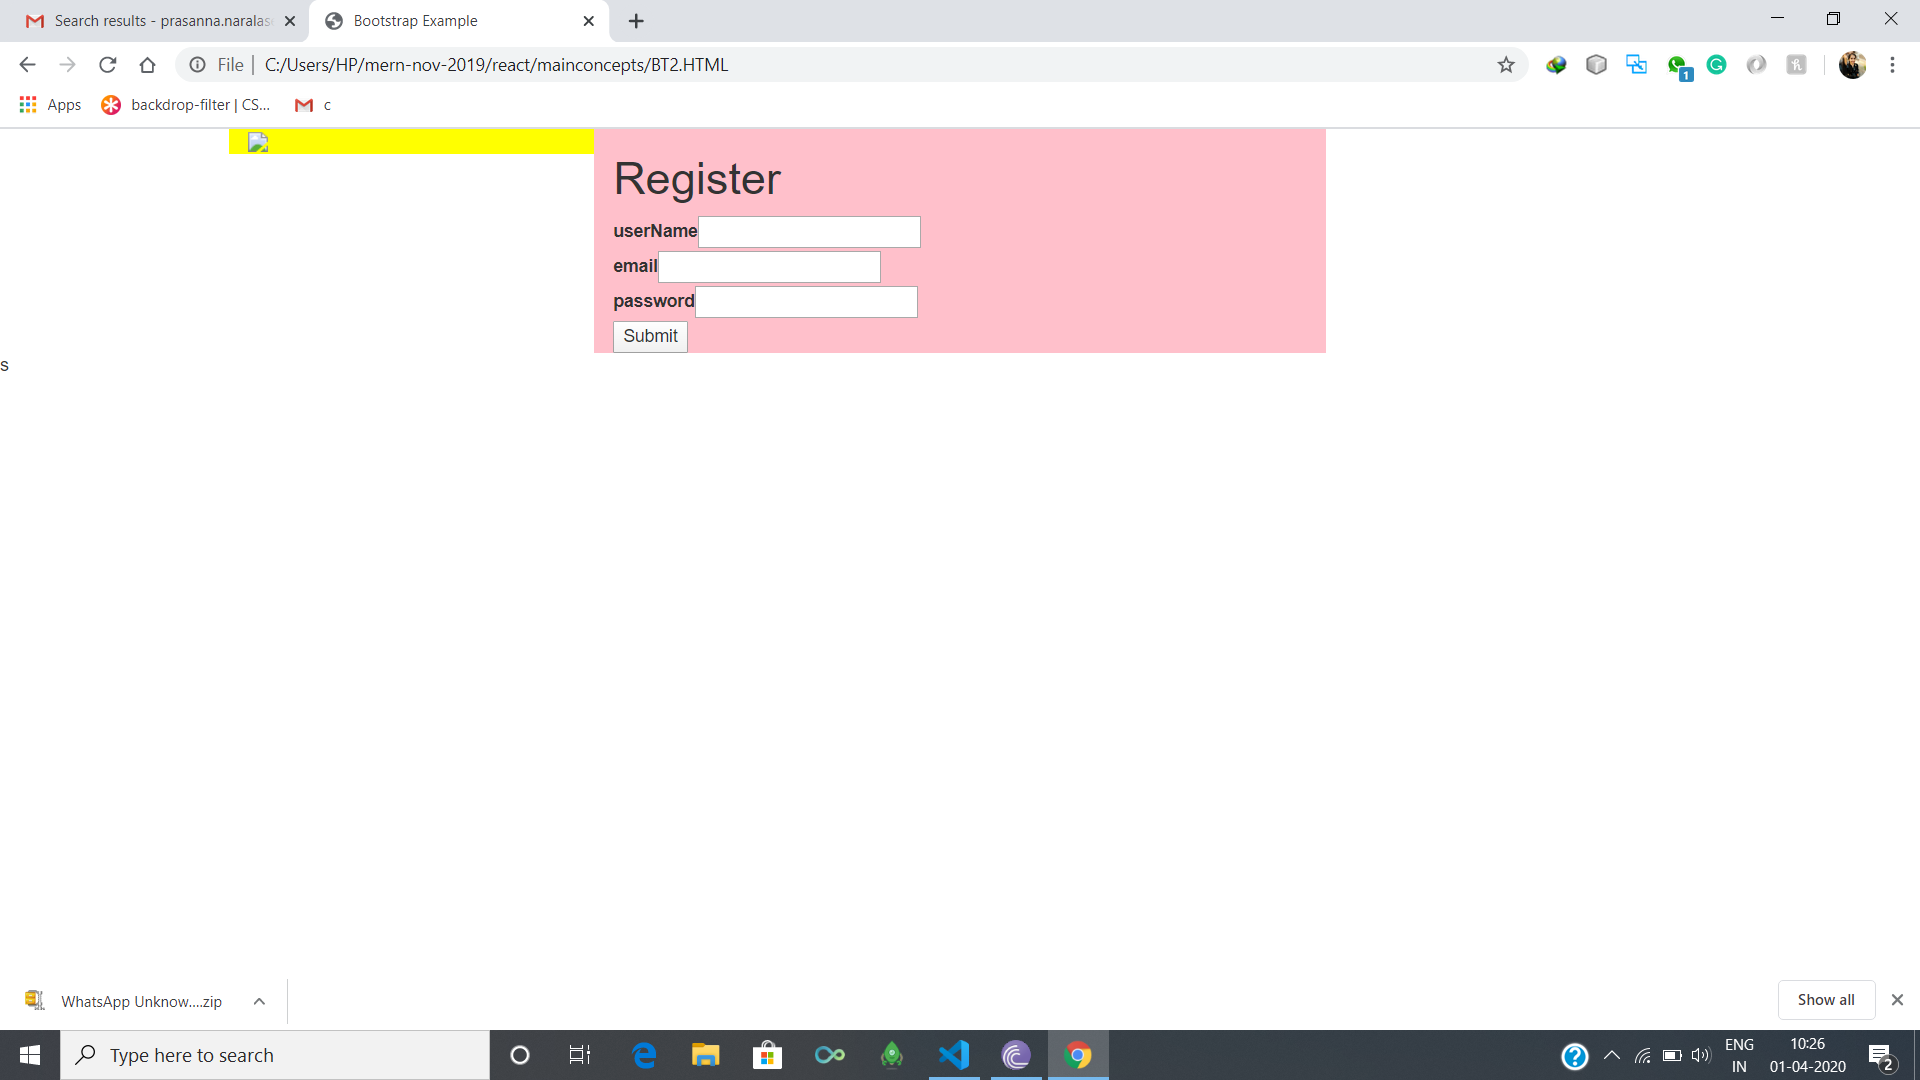 Search results - prasanna.naralas
Bootstrap Example
File | C:/Users/HP/mern-nov-2019/react/mainconcepts/BT2.HTML
1
Apps
backdrop-filter | CS...
c
Register
userName
email
password
Submit
s
WhatsApp Unknow....zip
Show all
Type here to search
ENG
IN
10:26
01-04-2020
2